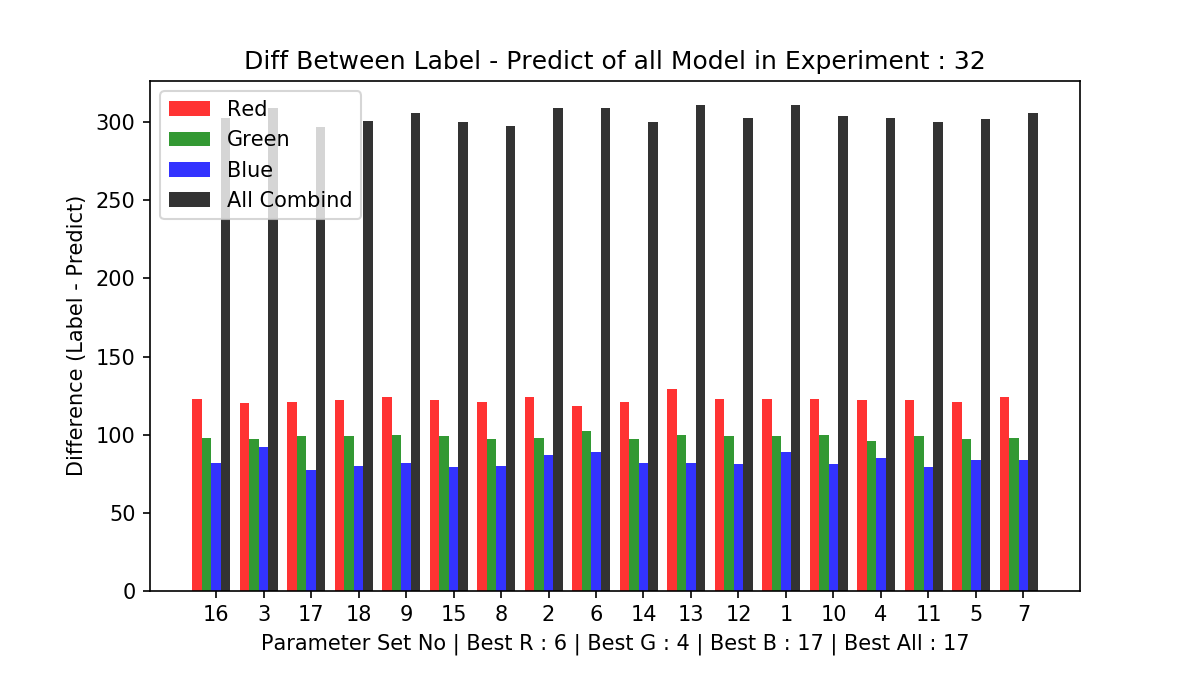 Diff Between Label - Predict of all Model in Experiment : 32
Red
Green
Blue
All Combind
300
250
200
150
100
50
0
Difference (Label - Predict)
16 3 17 18 9 15 8 2 6 14 13 12 1 10 4 11 5 7
Parameter Set No | Best R : 6 | Best G : 4 | Best B : 17 | Best All : 17